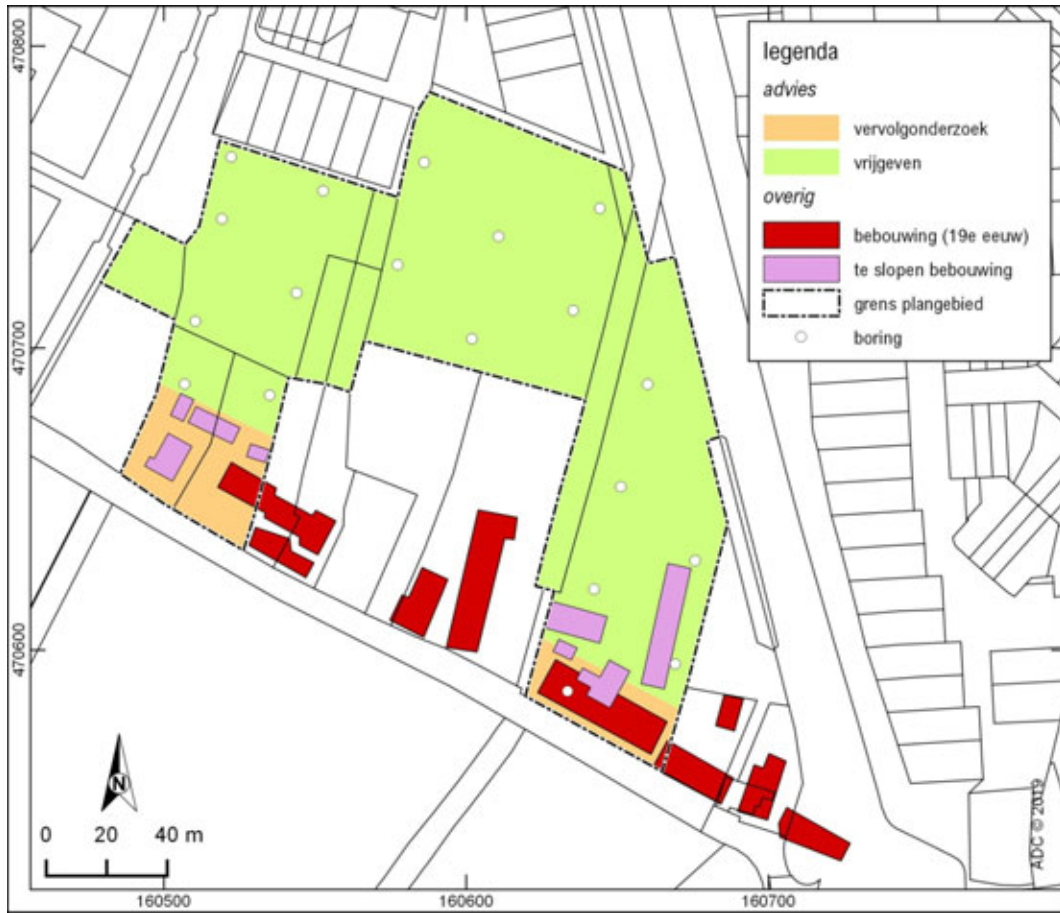 470800
470700
470600
legenda
advies
vervolgonderzoek
vrijgeven
overig
bebouwing (19e eeuw)
te slopen bebouwing
grens plangebied
boring
N
0 20 40 m
ADC © 2019
160500 160600 160700